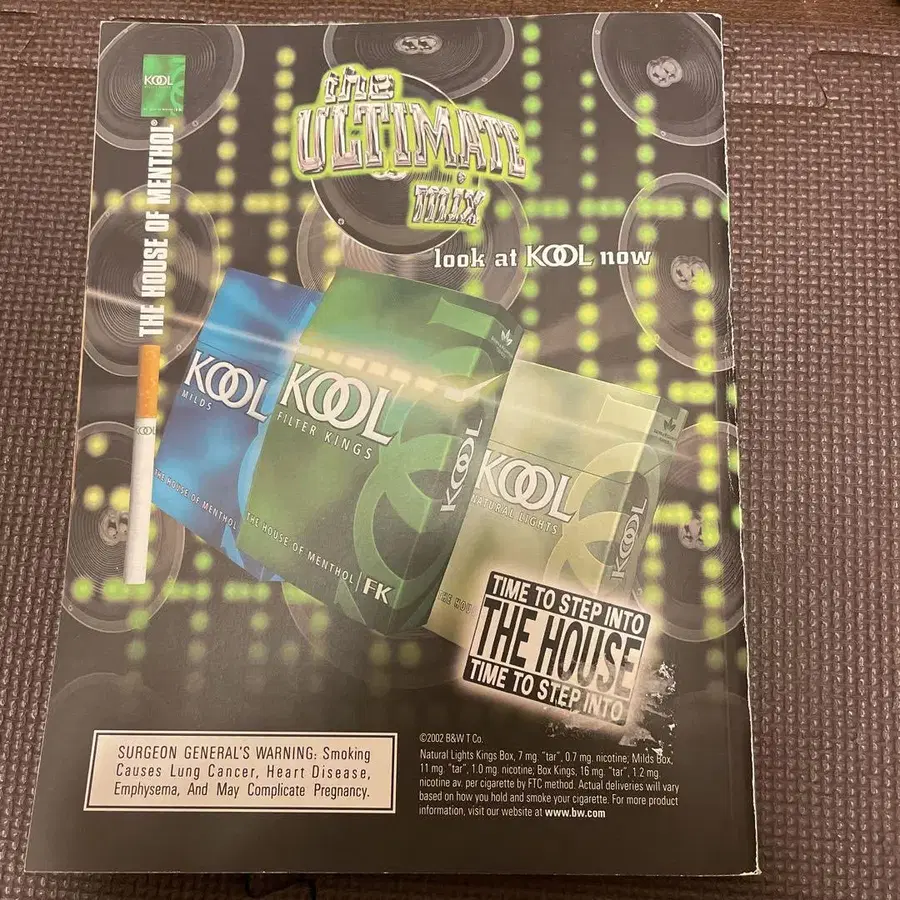 the
ULTIMATE
mix
look at KOOL now
KOOL
THE HOUSE OF MENTHOL®
KOOL
KOOL
MILDS
THE HOUSE OF MENTHOL
KOOL
FILTER KINGS
THE HOUSE OF MENTHOL | FK
KOOL
KOOL
NATURAL LIGHTS
THE HOU
KOOL
TIME TO STEP INTO
THE HOUSE
TIME TO STEP INTO
SURGEON GENERAL'S WARNING: Smoking
Causes Lung Cancer, Heart Disease,
Emphysema, And May Complicate Pregnancy.
©2002 B&W T Co.
Natural Lights Kings Box, 7 mg. "tar", 0.7 mg. nicotine; Milds Box,
11 mg. "tar", 1.0 mg. nicotine; Box Kings, 16 mg. "tar", 1.2 mg.
nicotine av. per cigarette by FTC method. Actual deliveries will vary
based on how you hold and smoke your cigarette. For more product
information, visit our website at www.bw.com